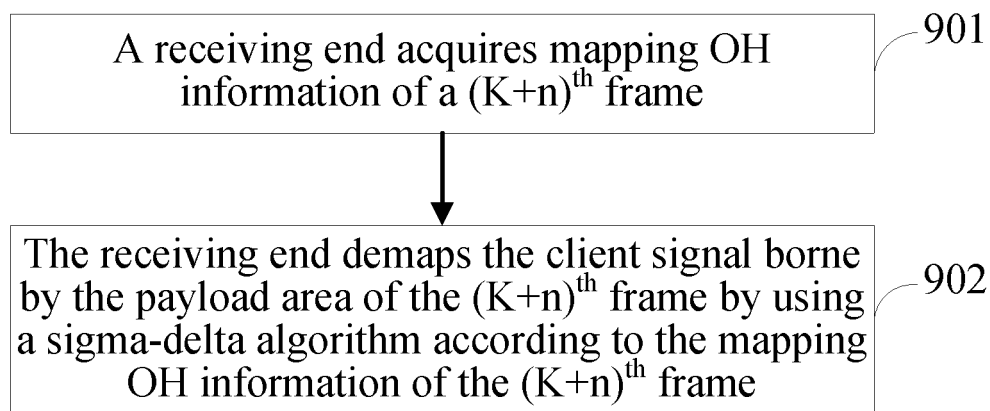 A receiving end acquires mapping OH
information of a (K+n)th frame
901
The receiving end demaps the client signal borne
by the payload area of the (K+n)th frame by using
a sigma-delta algorithm according to the mapping
OH information of the (K+n)th frame
902